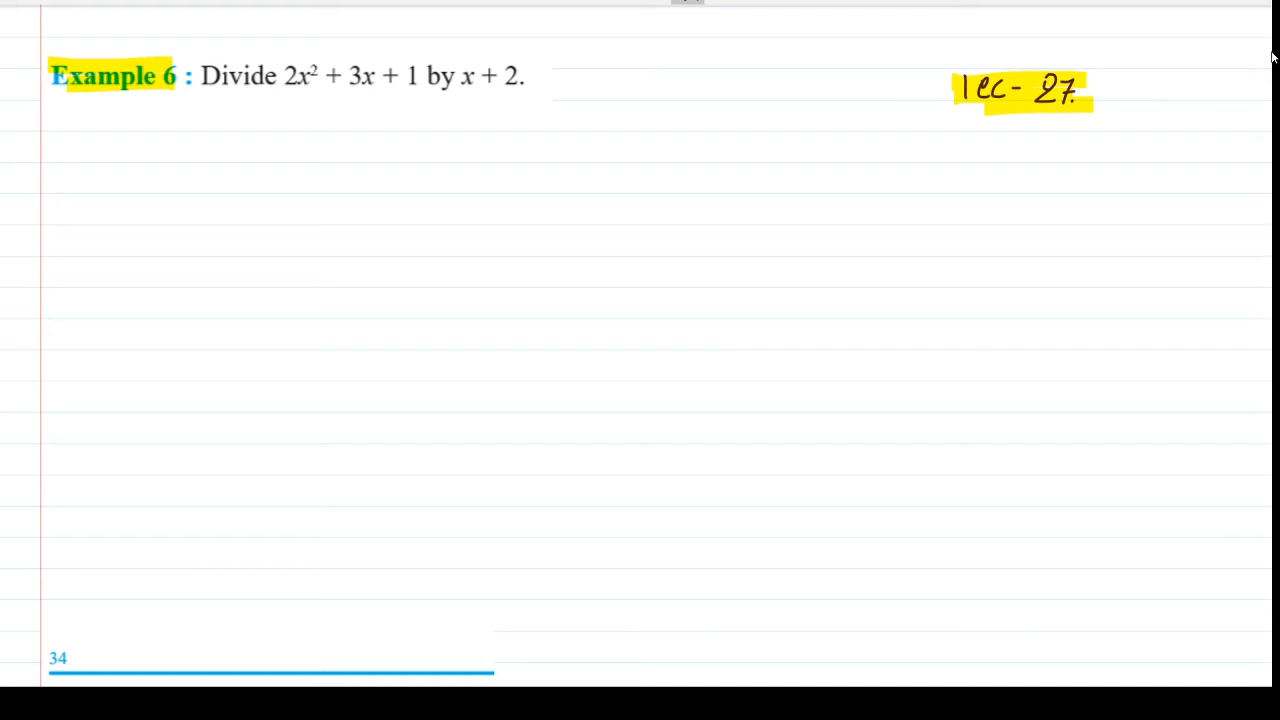 Example 6 : Divide 2x² + 3x + 1 by x + 2.
lec - 27.
34